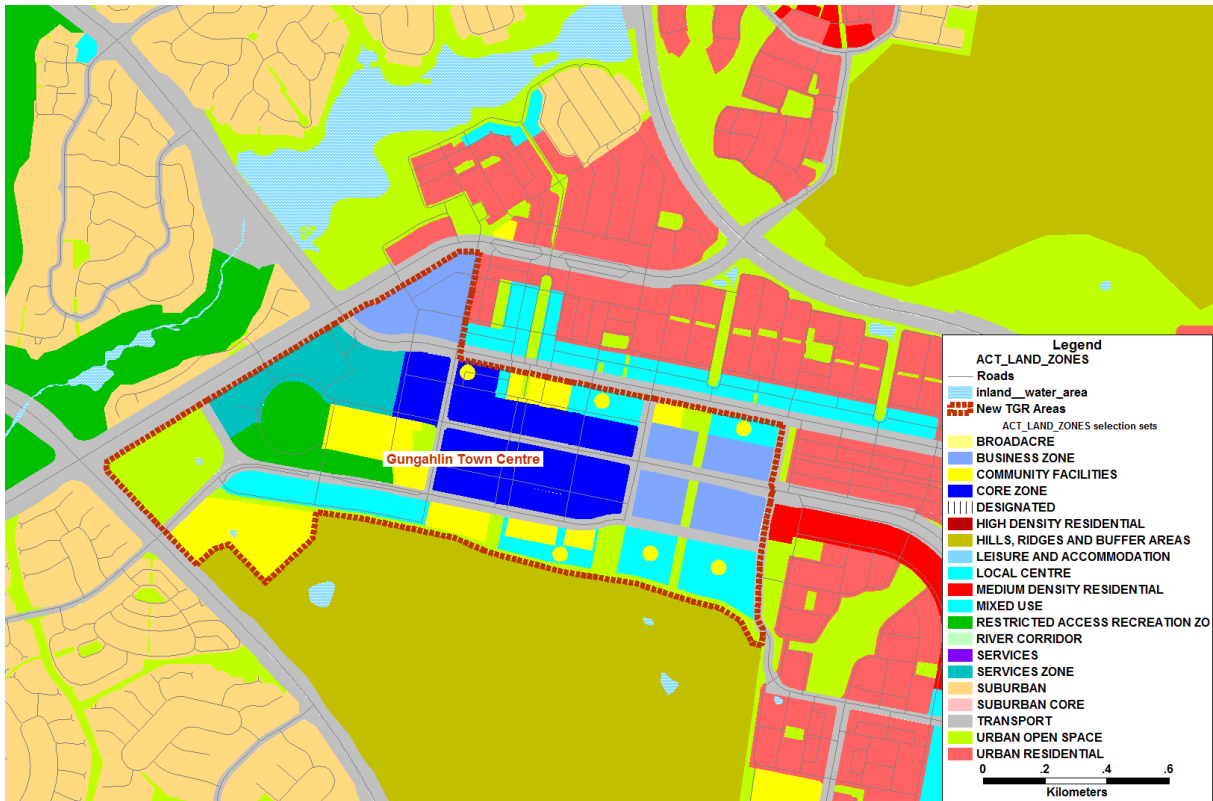 Gungahlin Town Centre
Legend
ACT_LAND_ZONES
Roads
inland__water_area
New TGR Areas
ACT_LAND_ZONES selection sets
BROADACRE
BUSINESS ZONE
COMMUNITY FACILITIES
CORE ZONE
DESIGNATED
HIGH DENSITY RESIDENTIAL
HILLS, RIDGES AND BUFFER AREAS
LEISURE AND ACCOMMODATION
LOCAL CENTRE
MEDIUM DENSITY RESIDENTIAL
MIXED USE
RESTRICTED ACCESS RECREATION ZO
RIVER CORRIDOR
SERVICES
SERVICES ZONE
SUBURBAN
SUBURBAN CORE
TRANSPORT
URBAN OPEN SPACE
URBAN RESIDENTIAL
0 .2 .4 .6
Kilometers